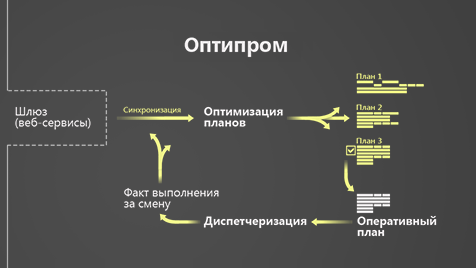 Оптипром
Шлюз
(веб-сервисы)
Синхронизация
Оптимизация
планов
План 1
План 2
План 3
Факт выполнения
за смену
Диспетчеризация
Оперативный
план